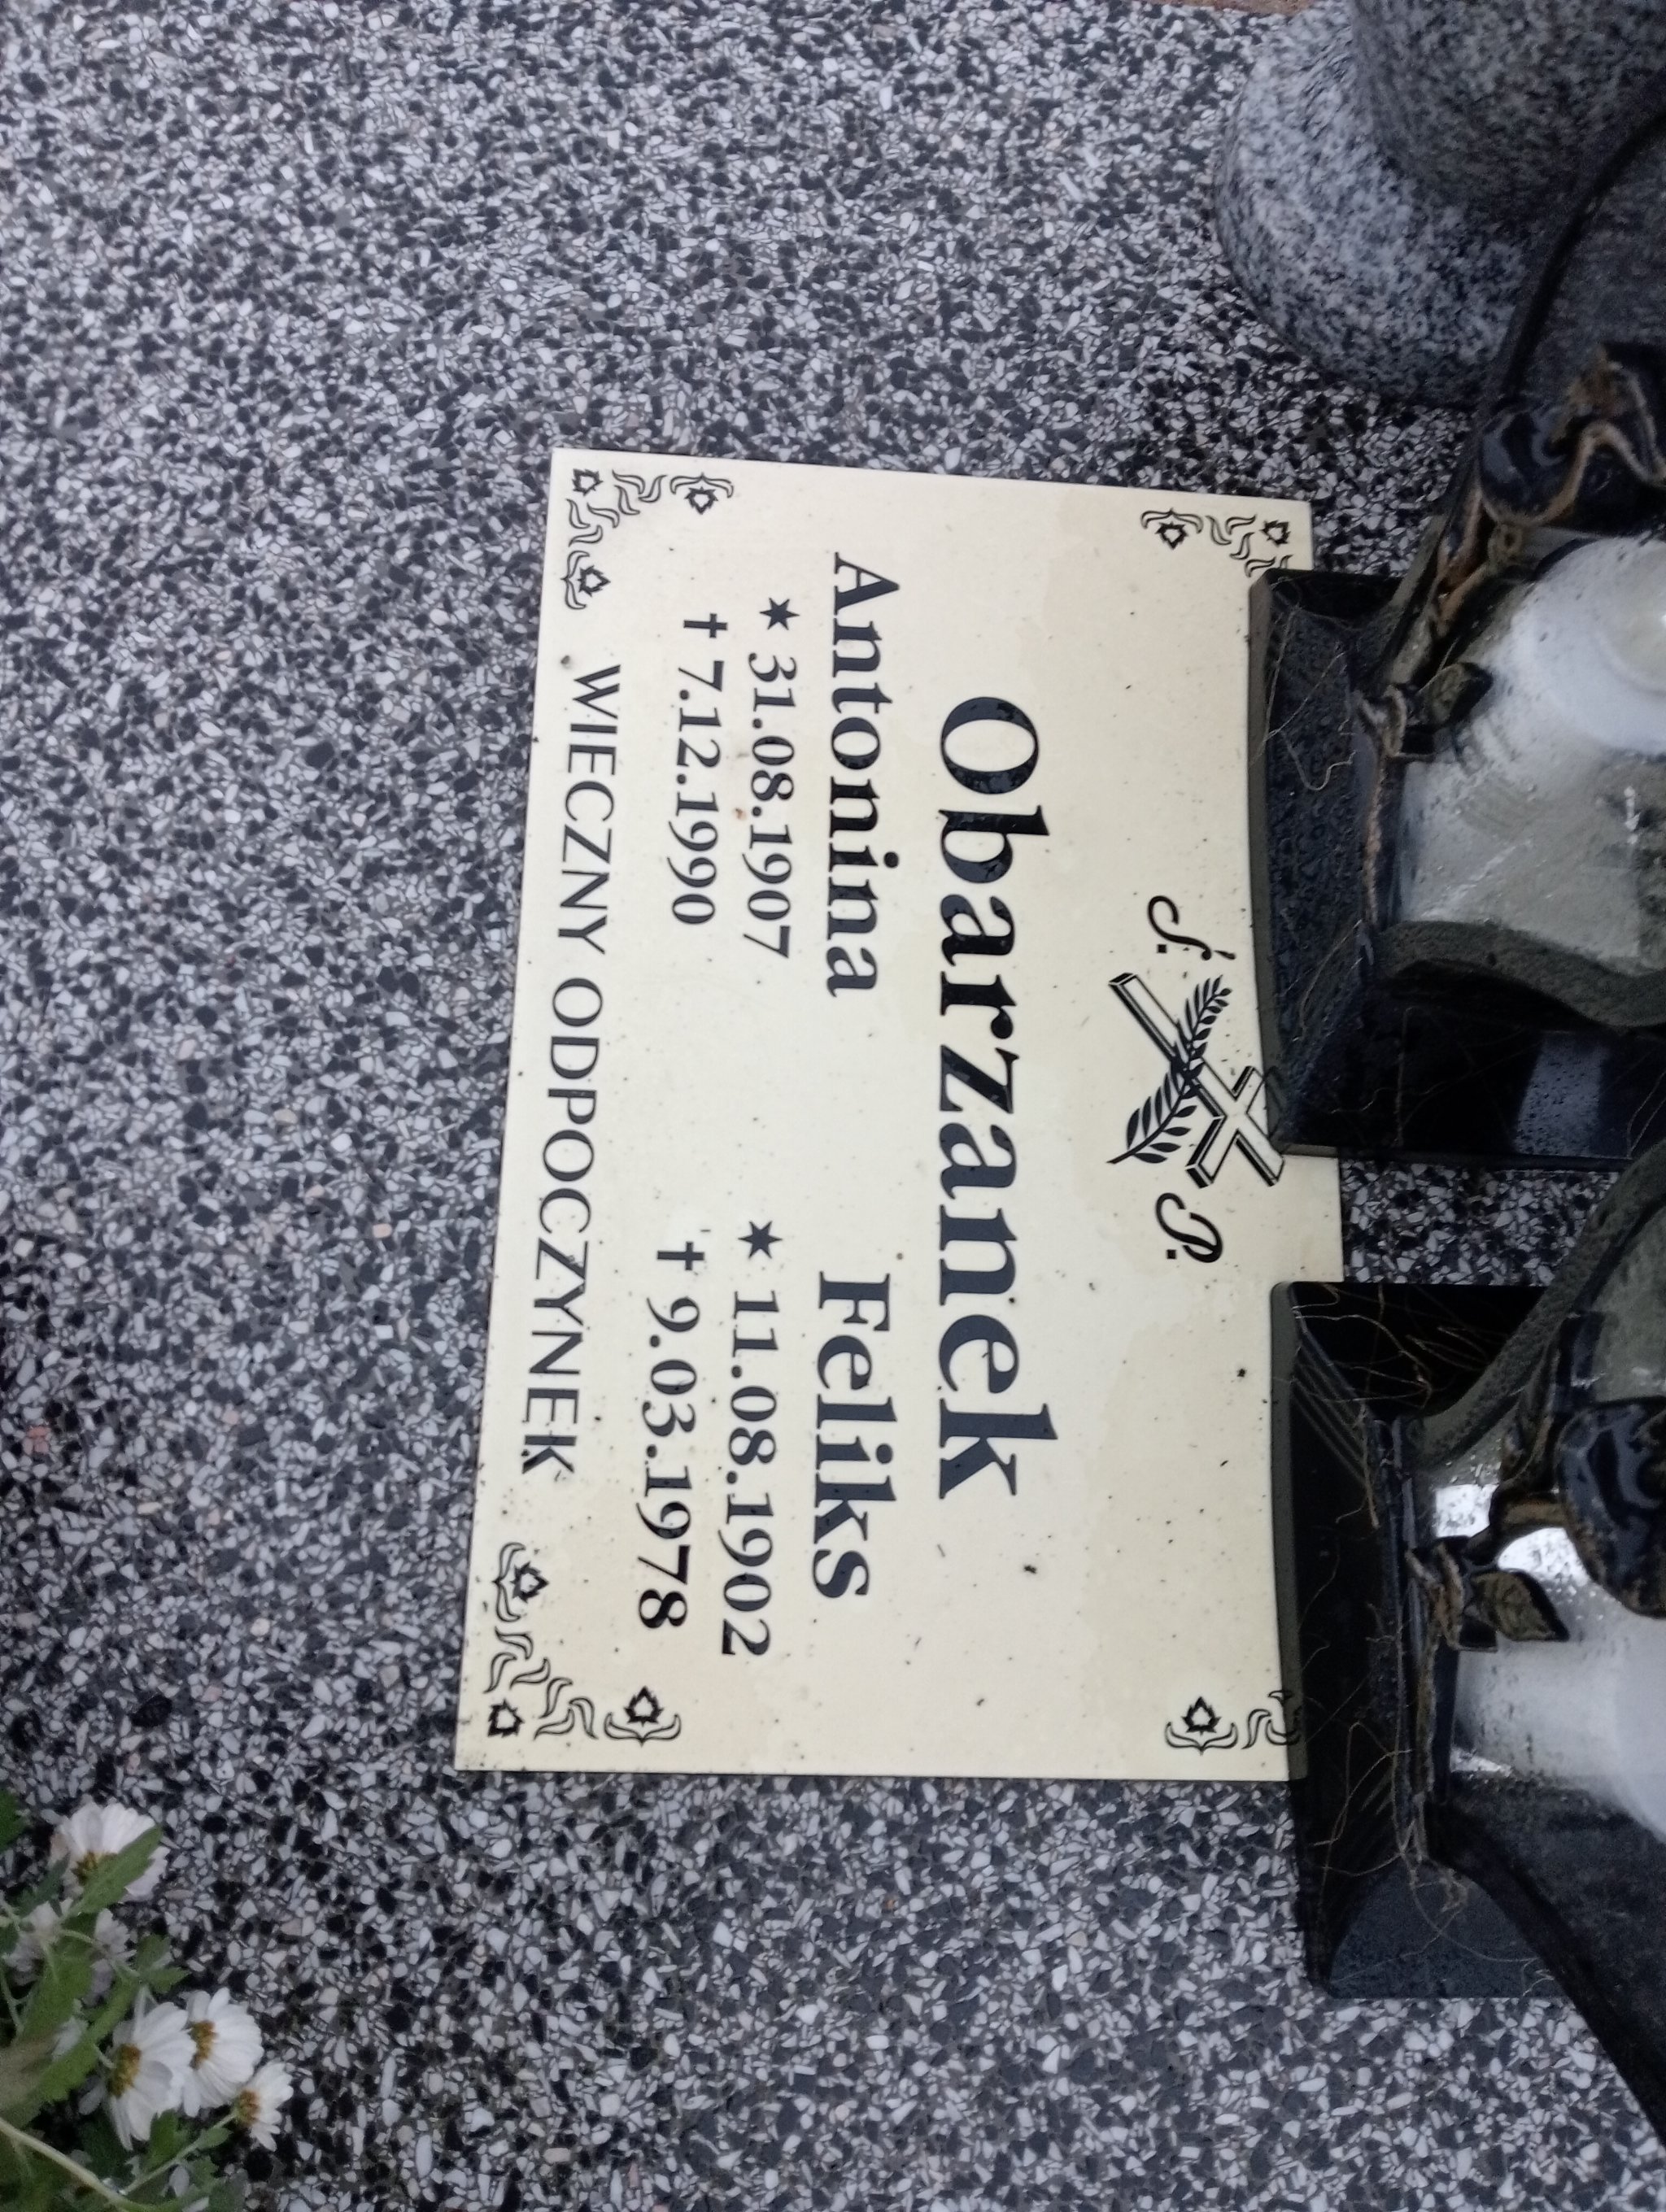 Ś. P.
Obarzanek
Antonina Feliks
✶ 31.08.1907 ✶ 11.08.1902
† 7.12.1990 † 9.03.1978
WIECZNY ODPOCZYNEK